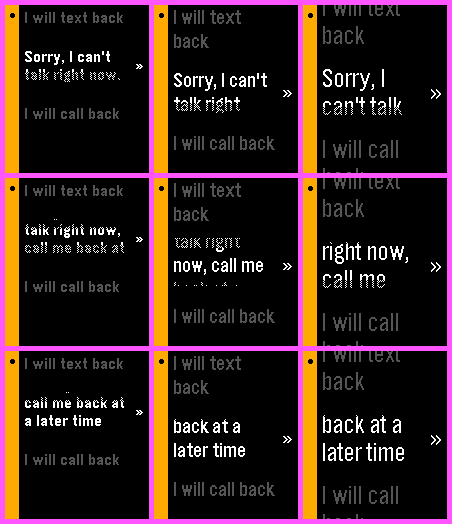 I will text back
Sorry, I can't
talk right now.
»
I will call back
I will text
back
Sorry, I can't
talk right
»
I will call back
I will text
back
Sorry, I
can't talk
»
I will call
I will text back
talk right now,
call me back at
»
I will call back
I will text
back
talk right
now, call me
»
I will call back
I will text
back
right now,
call me
»
I will call
back
I will text back
call me back at
a later time
»
I will call back
I will text
back
back at a
later time
»
I will call back
I will text
back
back at a
later time
»
I will call